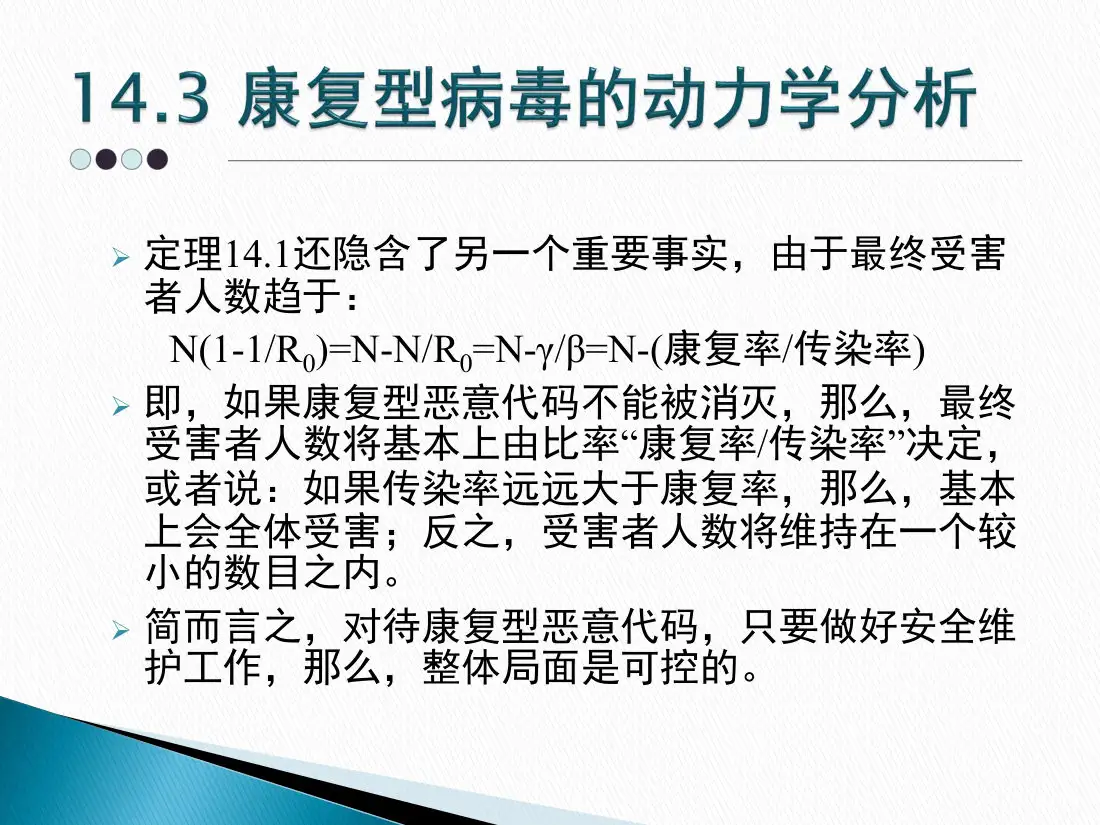 14.3 康复型病毒的动力学分析
定理14.1还隐含了另一个重要事实，由于最终受害
者人数趋于：
N(1-1/R₀)=N-N/R₀=N-γ/β=N-(康复率/传染率)
即，如果康复型恶意代码不能被消灭，那么，最终
受害者人数将基本上由比率“康复率/传染率”决定，
或者说：如果传染率远远大于康复率，那么，基本
上会全体受害；反之，受害者人数将维持在一个较
小的数目之内。
简而言之，对待康复型恶意代码，只要做好安全维
护工作，那么，整体局面是可控的。